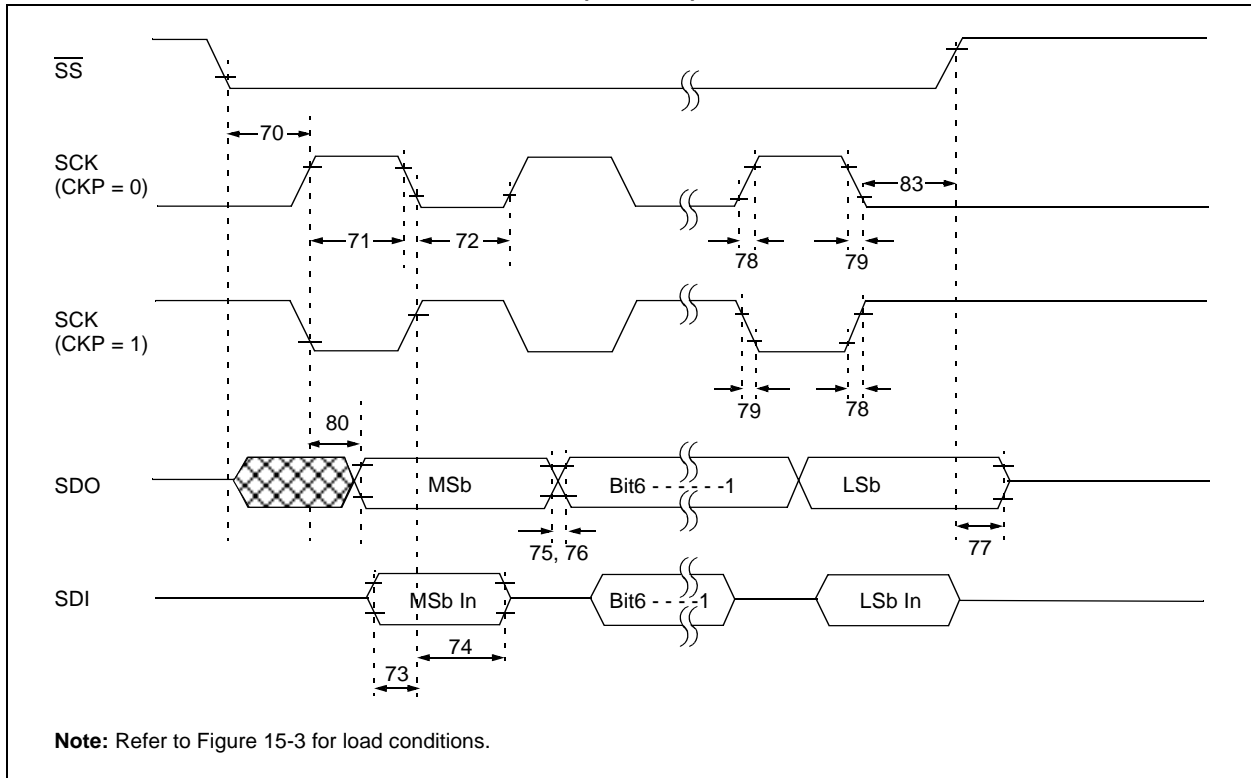 SS
70
SCK
(CKP = 0)
83
71
72
78
79
SCK
(CKP = 1)
79
78
80
SDO
MSb
Bit6 - - - - - - -1
LSb
75, 76
77
SDI
MSb In
Bit6 - - - -1
LSb In
74
73
Note: Refer to Figure 15-3 for load conditions.